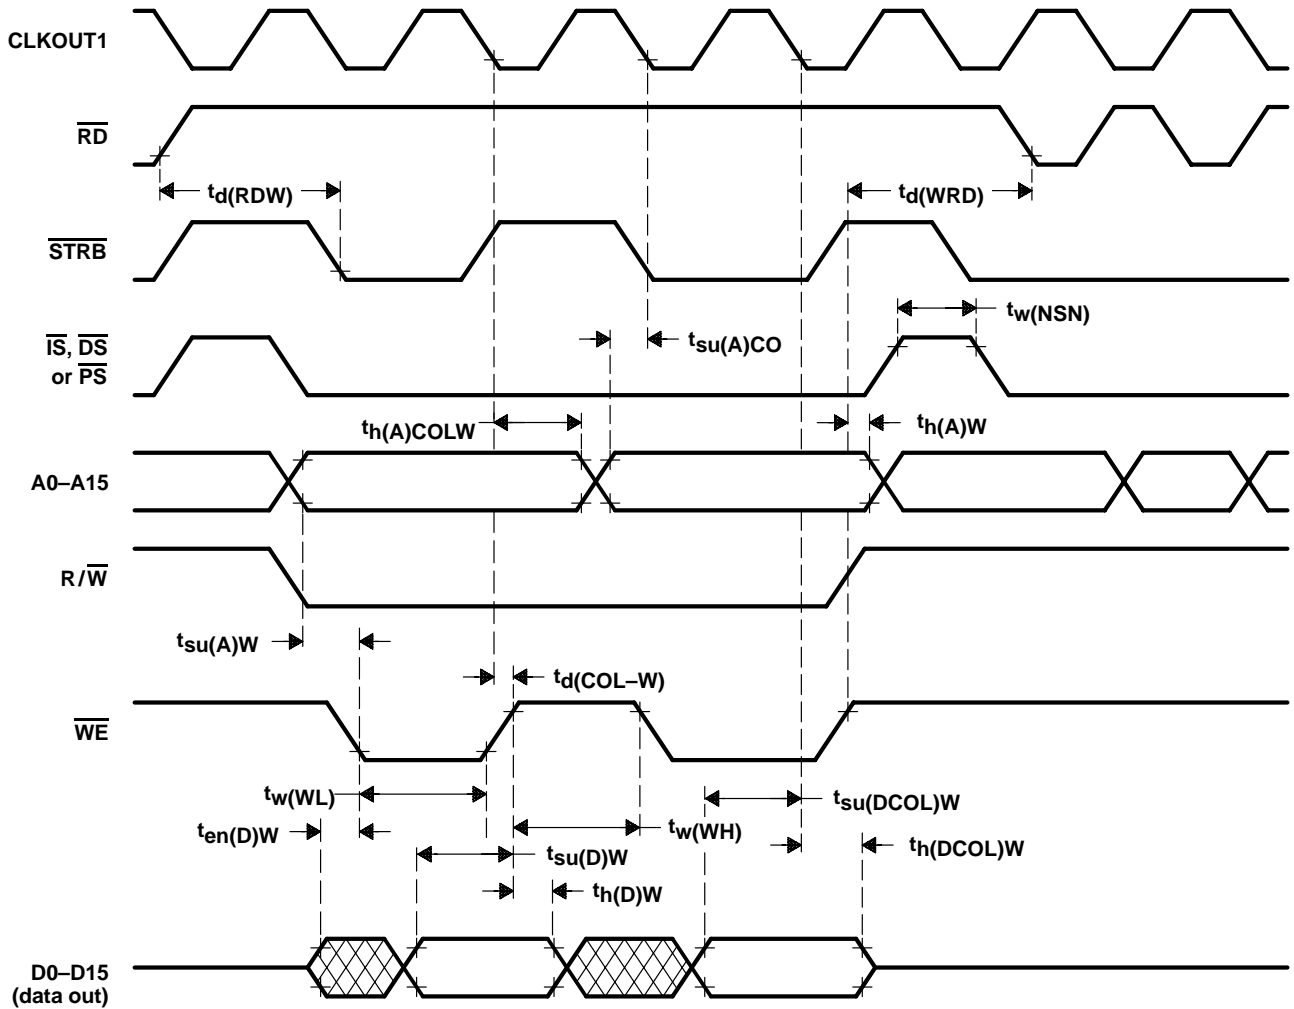 CLKOUT1
RD
td(RDW)
td(WRD)
STRB
tw(NSN)
IS, DS
or PS
tsu(A)CO
th(A)COLW
th(A)W
A0–A15
R/W
tsu(A)W
td(COL–W)
WE
tw(WL)
tsu(DCOL)W
ten(D)W
tw(WH)
tsu(D)W
th(DCOL)W
th(D)W
D0–D15
(data out)